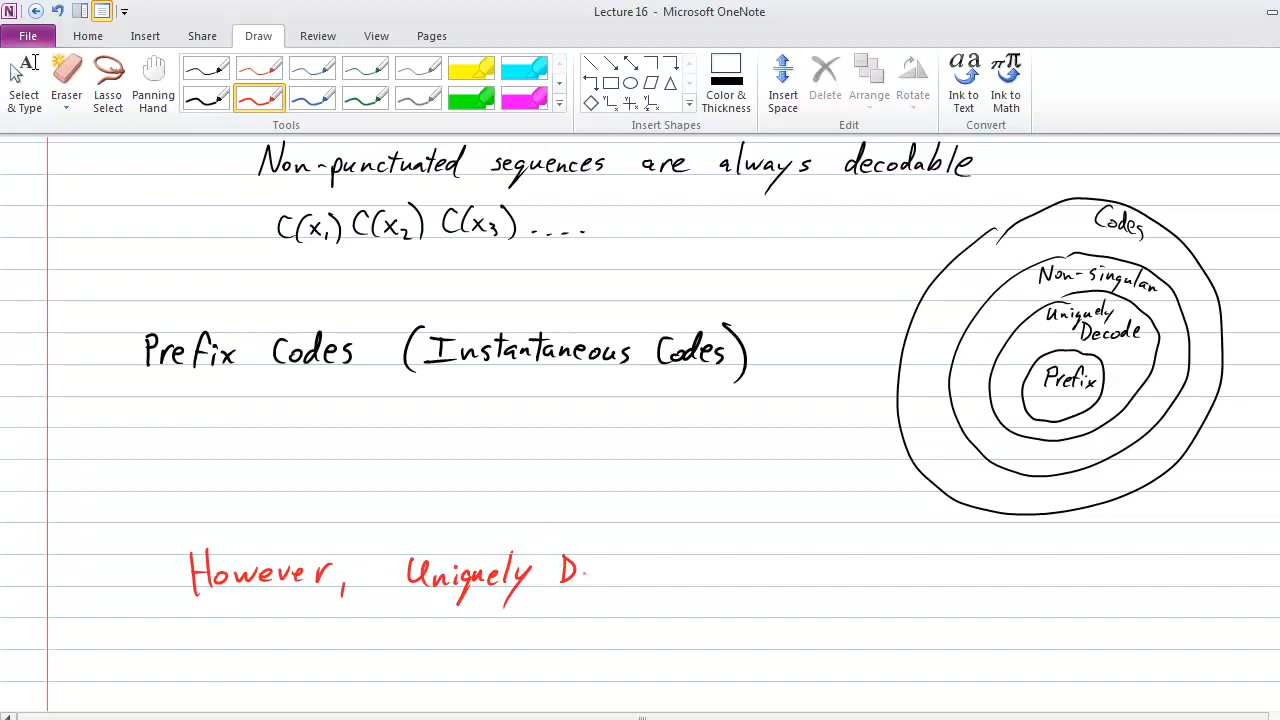 Lecture 16 - Microsoft OneNote
File Home Insert Share Draw Review View Pages
Select & Type Eraser Lasso Select Panning Hand Color & Thickness Insert Space Delete Arrange Rotate Ink to Text Ink to Math
Tools Insert Shapes Edit Convert
Non-punctuated sequences are always decodable
C(x₁) C(x₂) C(x₃) ....
Prefix Codes (Instantaneous Codes)
Codes
Non-singular
Uniquely
Decode
Prefix
However, Uniquely D